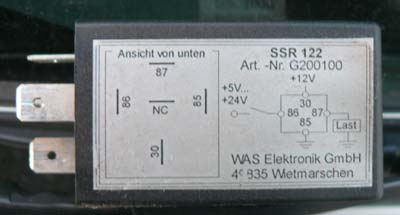 Ansicht von unten
87
86
NC
85
30
SSR 122
Art. -Nr. G200100
+12V
+5V...
+24V
30
86 87
85
Last
WAS Elektronik GmbH
49835 Wietmarschen